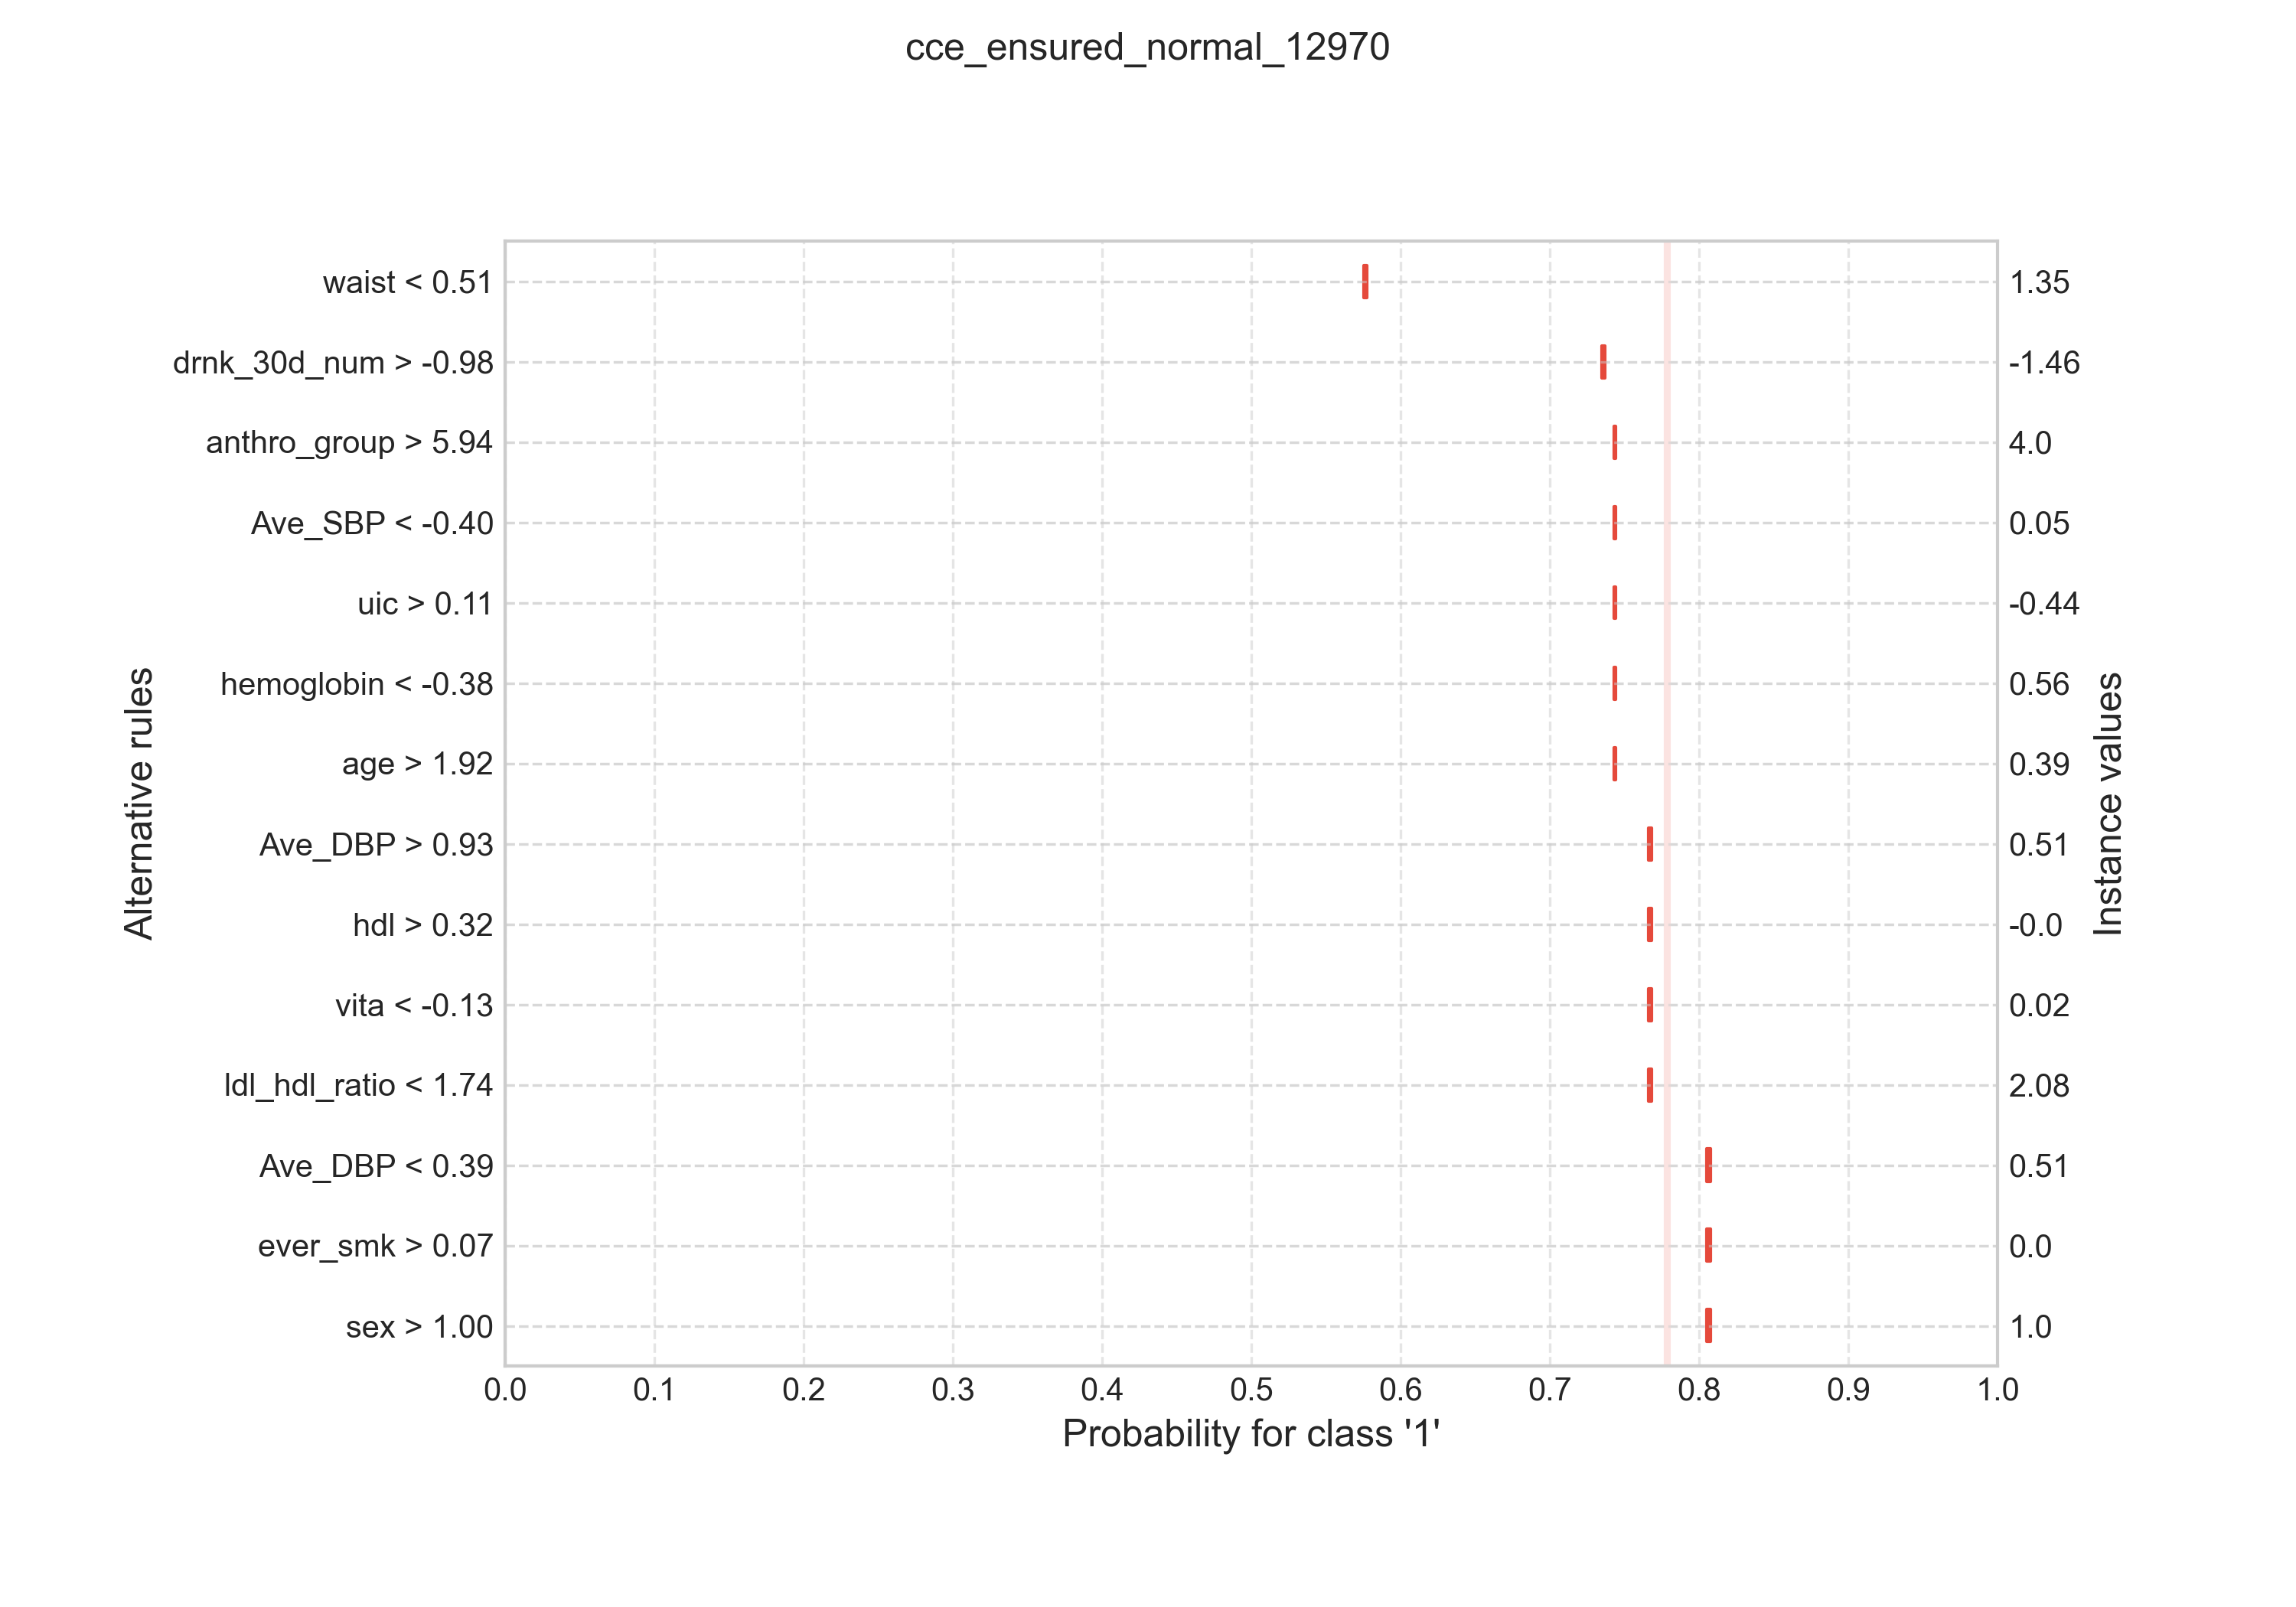 cce_ensured_normal_12970
Alternative rules
waist < 0.51 1.35
drnk_30d_num > -0.98 -1.46
anthro_group > 5.94 4.0
Ave_SBP < -0.40 0.05
uic > 0.11 -0.44
hemoglobin < -0.38 0.56
age > 1.92 0.39
Ave_DBP > 0.93 0.51
hdl > 0.32 -0.0
vita < -0.13 0.02
ldl_hdl_ratio < 1.74 2.08
Ave_DBP < 0.39 0.51
ever_smk > 0.07 0.0
sex > 1.00 1.0
Instance values
0.0 0.1 0.2 0.3 0.4 0.5 0.6 0.7 0.8 0.9 1.0
Probability for class '1'